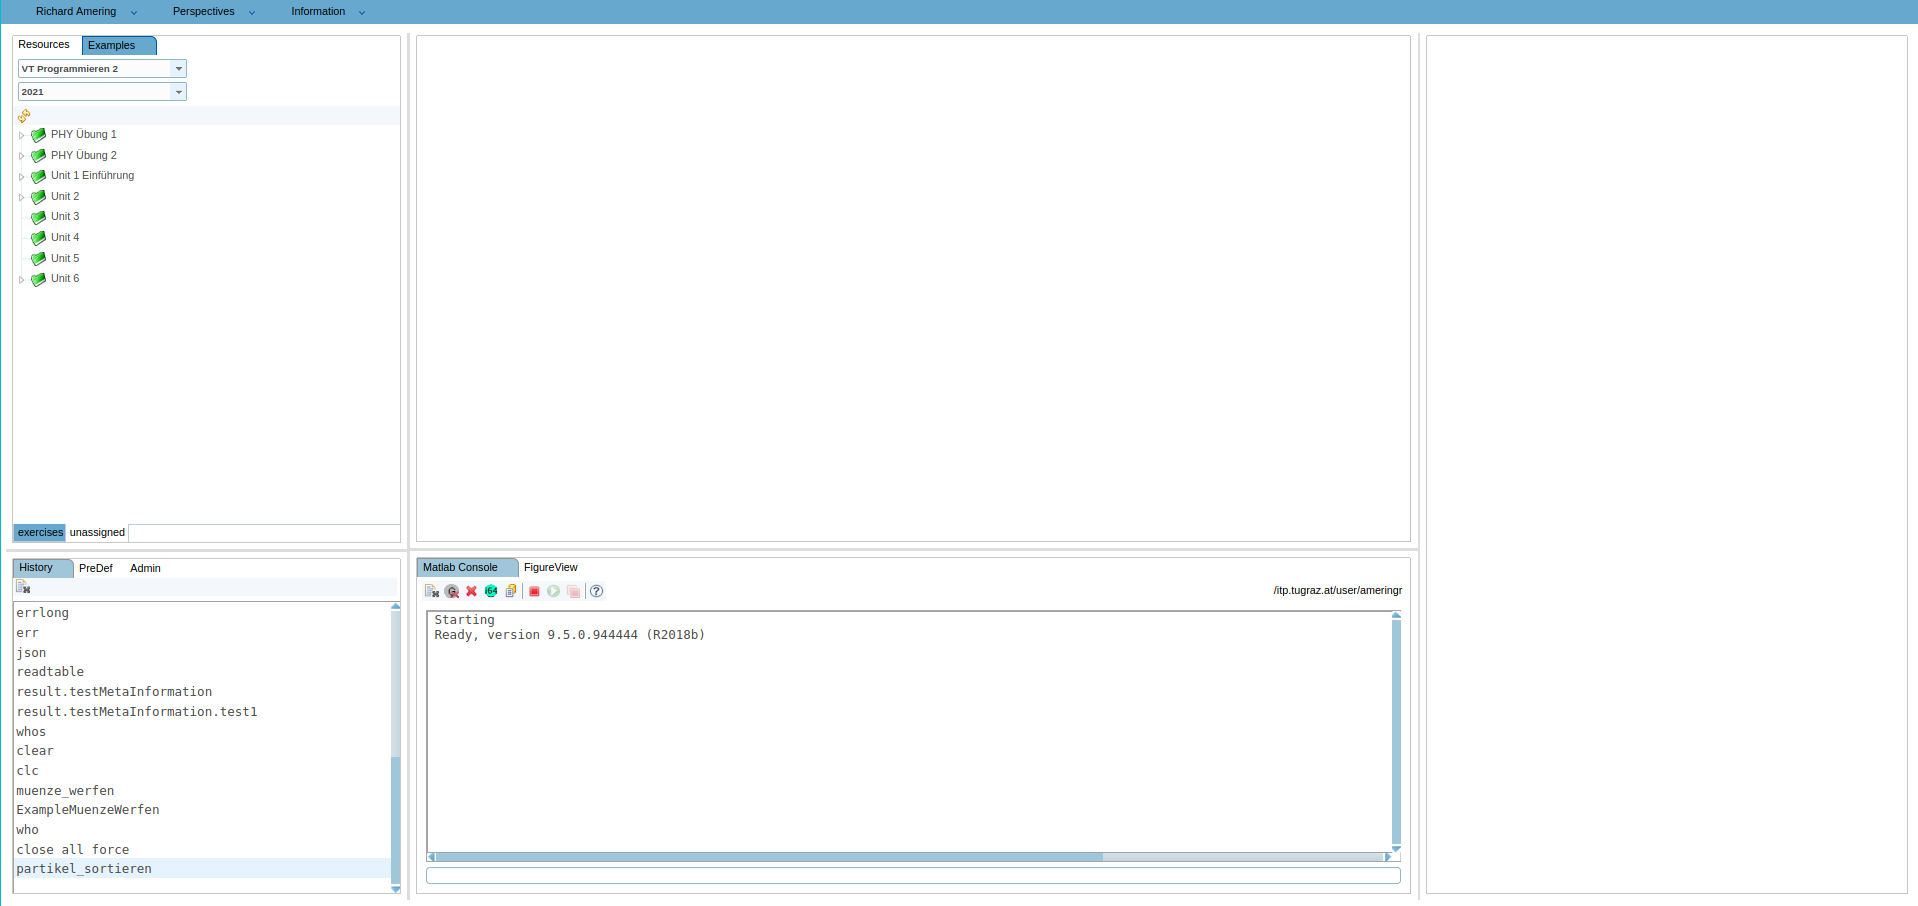 Richard Amering Perspectives Information
Resources Examples
VT Programmieren 2
2021
PHY Übung 1
PHY Übung 2
Unit 1 Einführung
Unit 2
Unit 3
Unit 4
Unit 5
Unit 6
exercises unassigned
History PreDef Admin
errlong
err
json
readtable
result.testMetaInformation
result.testMetaInformation.test1
whos
clear
clc
muenze_werfen
ExampleMuenzeWerfen
who
close all force
partikel_sortieren
Matlab Console FigureView
i64
/itp.tugraz.at/user/ameringr
Starting
Ready, version 9.5.0.944444 (R2018b)